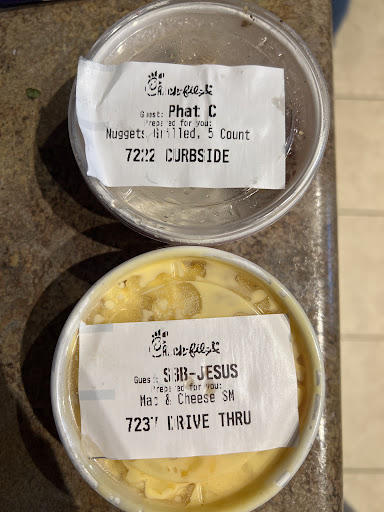 Chick-fil-A
Guest: Phat C
Prepared for you:
Nuggets Grilled, 5 Count
7222 CURBSIDE
Chick-fil-A
Guest: SBB-JESUS
Prepared for you:
Mac & Cheese SM
7237 DRIVE THRU